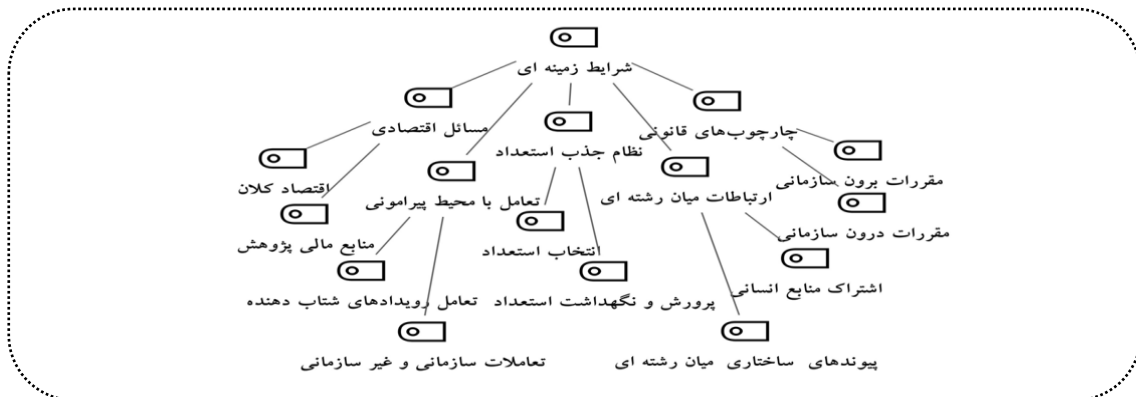 شرایط زمینه ای
مسائل اقتصادی
چارچوب‌های قانونی
نظام جذب استعداد
اقتصاد کلان
تعامل با محیط پیرامونی
ارتباطات میان رشته ای
مقررات برون سازمانی
منابع مالی پژوهش
انتخاب استعداد
مقررات درون سازمانی
تعامل رویدادهای شتاب دهنده
پرورش و نگهداشت استعداد
اشتراک منابع انسانی
تعاملات سازمانی و غیر سازمانی
پیوندهای ساختاری میان رشته ای